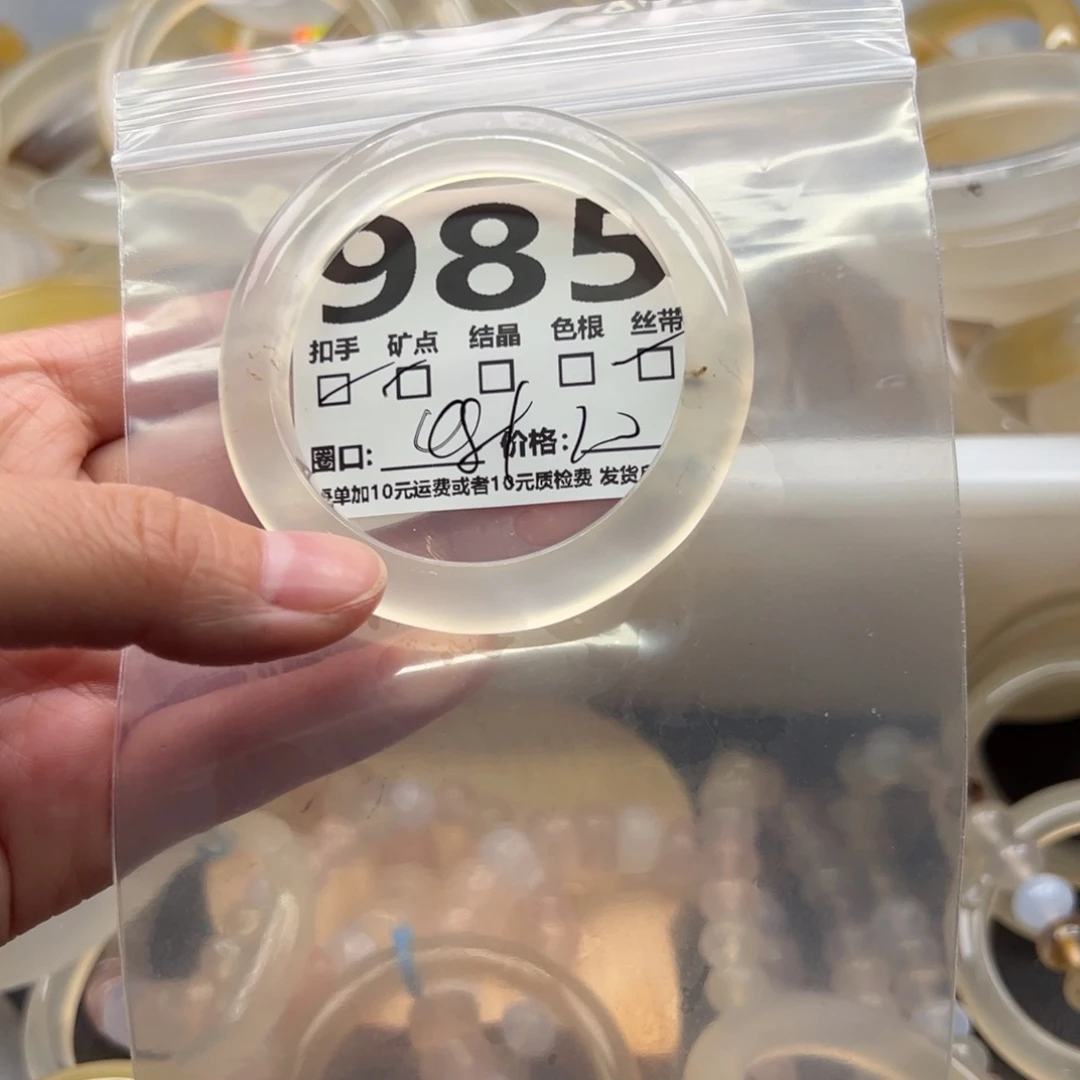 985
扣手 矿点 结晶 色根 丝带
圈口: 价格:
单加10元运费或者10元质检费 发货